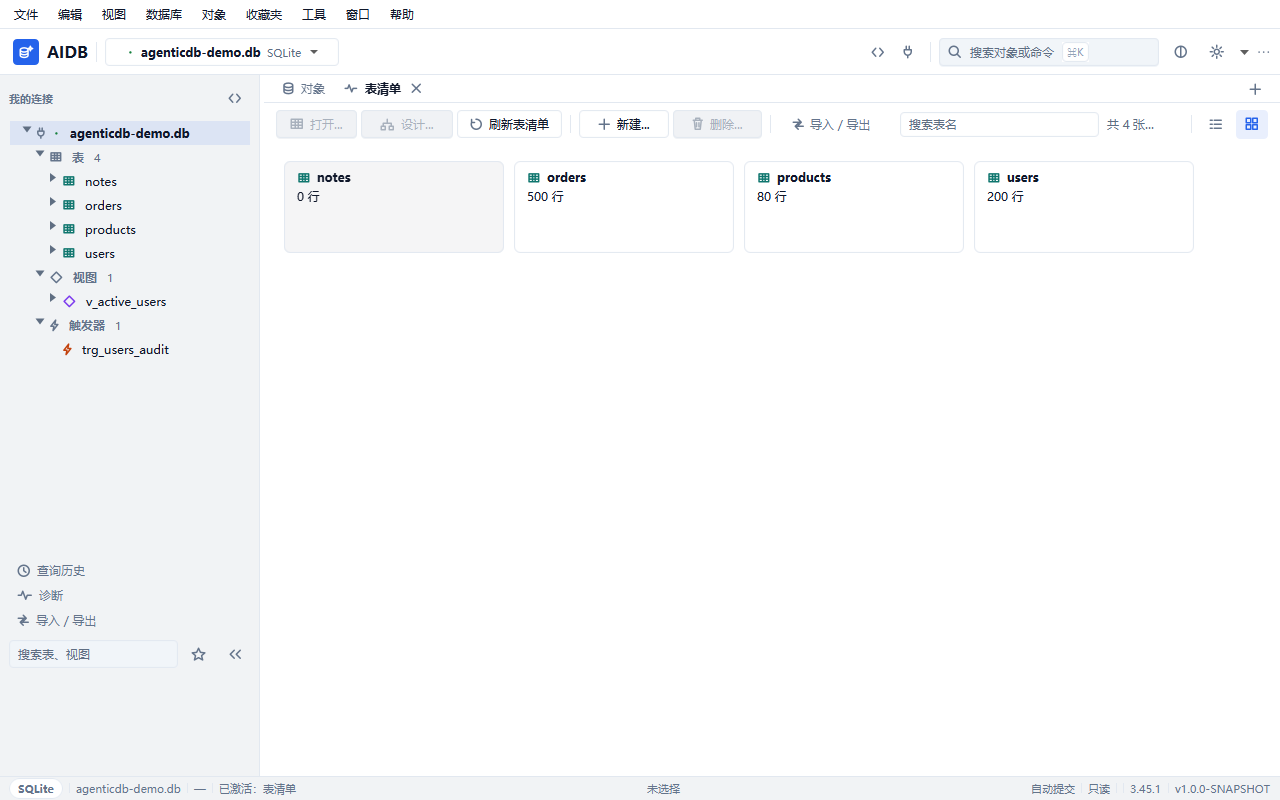 文件 编辑 视图 数据库 对象 收藏夹 工具 窗口 帮助
AIDB · agenticdb-demo.db SQLite 搜索对象或命令 ⌘K
我的连接
对象 表清单
打开... 设计... 刷新表清单 新建... 删除... 导入 / 导出 搜索表名 共 4 张...
· agenticdb-demo.db
表 4
notes
orders
products
users
视图 1
v_active_users
触发器 1
trg_users_audit
notes
0 行
orders
500 行
products
80 行
users
200 行
查询历史
诊断
导入 / 导出
搜索表、视图
SQLite agenticdb-demo.db — 已激活：表清单 未选择 自动提交 只读 3.45.1 v1.0.0-SNAPSHOT